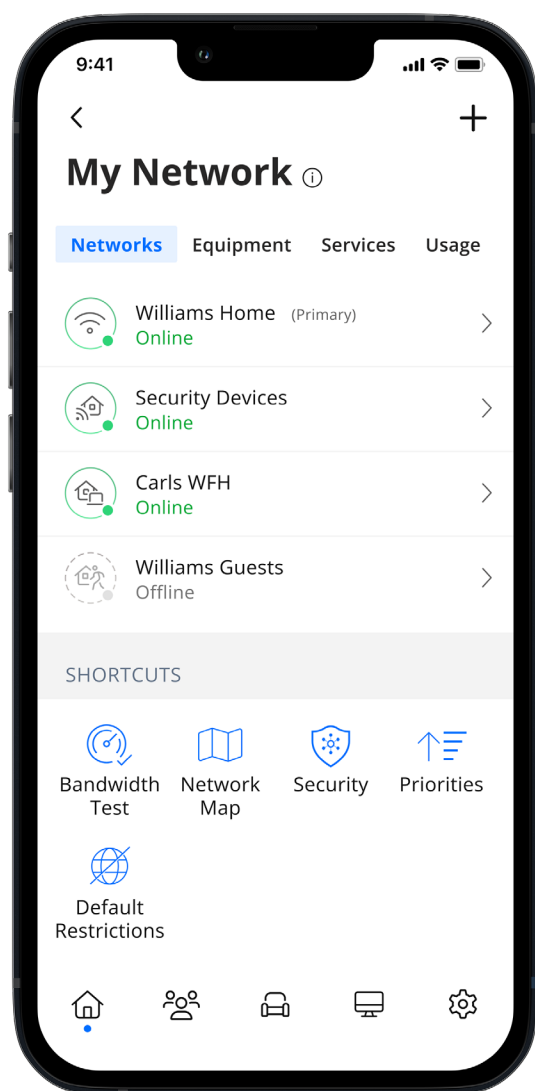 9:41
My Network
Networks Equipment Services Usage
Williams Home (Primary)
Online
Security Devices
Online
Carls WFH
Online
Williams Guests
Offline
SHORTCUTS
Bandwidth Test
Network Map
Security
Priorities
Default
Restrictions